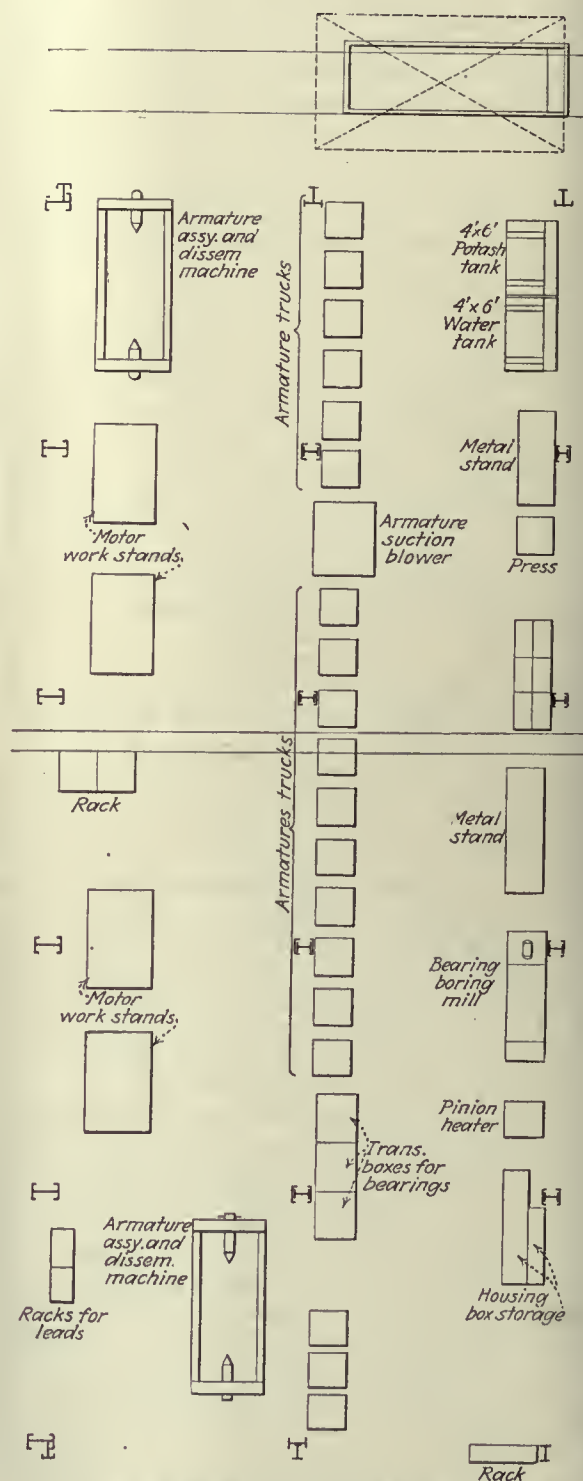 Armature
assy. and
dissem
machine
Armature trucks
4'x6'
Potash
tank
4'x6'
Water
tank
Metal
stand
Motor
work stands
Armature
suction
blower
Press
Armatures trucks
Rack
Metal
stand
Motor
work stands
Bearing
boring
mill
Pinion
heater
Trans.
boxes for
bearings
Armature
assy. and
dissem.
machine
Racks for
leads
Housing
box storage
Rack